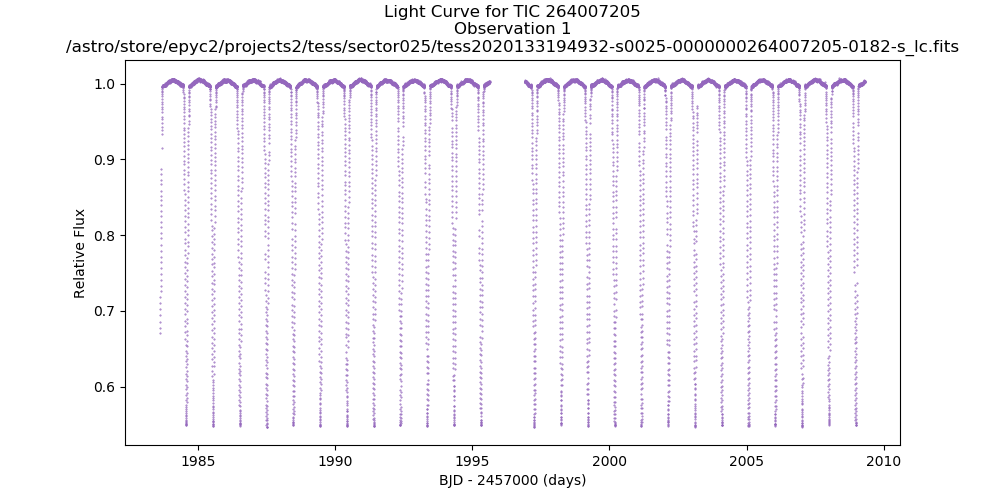 Light Curve for TIC 264007205
Observation 1
/astro/store/epyc2/projects2/tess/sector025/tess2020133194932-s0025-0000000264007205-0182-s_lc.fits
1.0
0.9
0.8
0.7
0.6
Relative Flux
1985
1990
1995
2000
2005
2010
BJD - 2457000 (days)